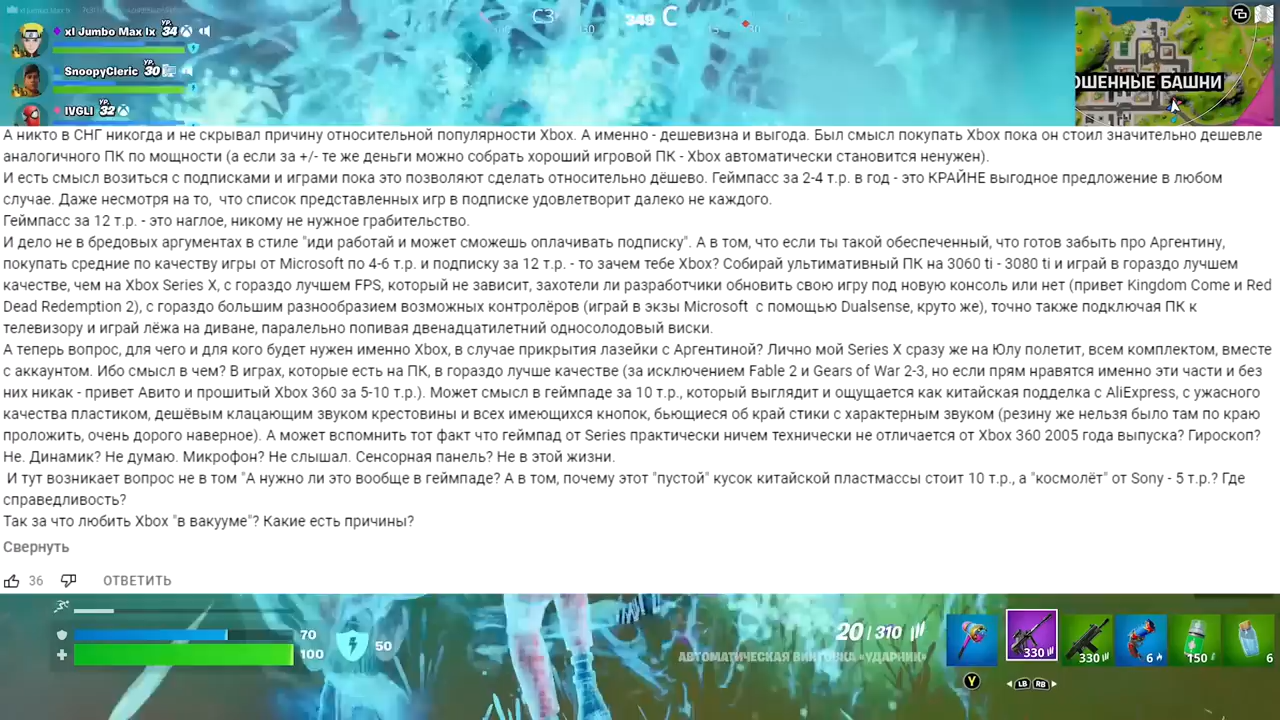 xl Jumbo Max lx УР. 34
СЗ
349 С
30
SnoopyCleric УР. 30
IVGLI УР. 32
ОШЕННЫЕ БАШНИ
А никто в СНГ никогда и не скрывал причину относительной популярности Xbox. А именно - дешевизна и выгода. Был смысл покупать Xbox пока он стоил значительно дешевле
аналогичного ПК по мощности (а если за +/- те же деньги можно собрать хороший игровой ПК - Xbox автоматически становится ненужен).
И есть смысл возиться с подписками и играми пока это позволяют сделать относительно дёшево. Геймпасс за 2-4 т.р. в год - это КРАЙНЕ выгодное предложение в любом
случае. Даже несмотря на то, что список представленных игр в подписке удовлетворит далеко не каждого.
Геймпасс за 12 т.р. - это наглое, никому не нужное грабительство.
И дело не в бредовых аргументах в стиле "иди работай и может сможешь оплачивать подписку". А в том, что если ты такой обеспеченный, что готов забыть про Аргентину,
покупать средние по качеству игры от Microsoft по 4-6 т.р. и подписку за 12 т.р. - то зачем тебе Xbox? Собирай ультимативный ПК на 3060 ti - 3080 ti и играй в гораздо лучшем
качестве, чем на Xbox Series X, с гораздо лучшем FPS, который не зависит, захотели ли разработчики обновить свою игру под новую консоль или нет (привет Kingdom Come и Red
Dead Redemption 2), с гораздо большим разнообразием возможных контролёров (играй в экзы Microsoft с помощью Dualsense, круто же), точно также подключая ПК к
телевизору и играй лёжа на диване, паралельно попивая двенадцатилетний односолодовый виски.
А теперь вопрос, для чего и для кого будет нужен именно Xbox, в случае прикрытия лазейки с Аргентиной? Лично мой Series X сразу же на Юлу полетит, всем комплектом, вместе
с аккаунтом. Ибо смысл в чем? В играх, которые есть на ПК, в гораздо лучше качестве (за исключением Fable 2 и Gears of War 2-3, но если прям нравятся именно эти части и без
них никак - привет Авито и прошитый Xbox 360 за 5-10 т.р.). Может смысл в геймпаде за 10 т.р., который выглядит и ощущается как китайская подделка с AliExpress, с ужасного
качества пластиком, дешёвым клацающим звуком крестовины и всех имеющихся кнопок, бьющиеся об край стики с характерным звуком (резину же нельзя было там по краю
проложить, очень дорого наверное). А может вспомнить тот факт что геймпад от Series практически ничем технически не отличается от Xbox 360 2005 года выпуска? Гироскоп?
Не. Динамик? Не думаю. Микрофон? Не слышал. Сенсорная панель? Не в этой жизни.
И тут возникает вопрос не в том "А нужно ли это вообще в геймпаде? А в том, почему этот "пустой" кусок китайской пластмассы стоит 10 т.р., а "космолёт" от Sony - 5 т.р.? Где
справедливость?
Так за что любить Xbox "в вакууме"? Какие есть причины?
Свернуть
36 ОТВЕТИТЬ
70
100
50
20 / 310
АВТОМАТИЧЕСКАЯ ВИНТОВКА «УДАРНИК»
330 330 6 150 6
Y LB RB